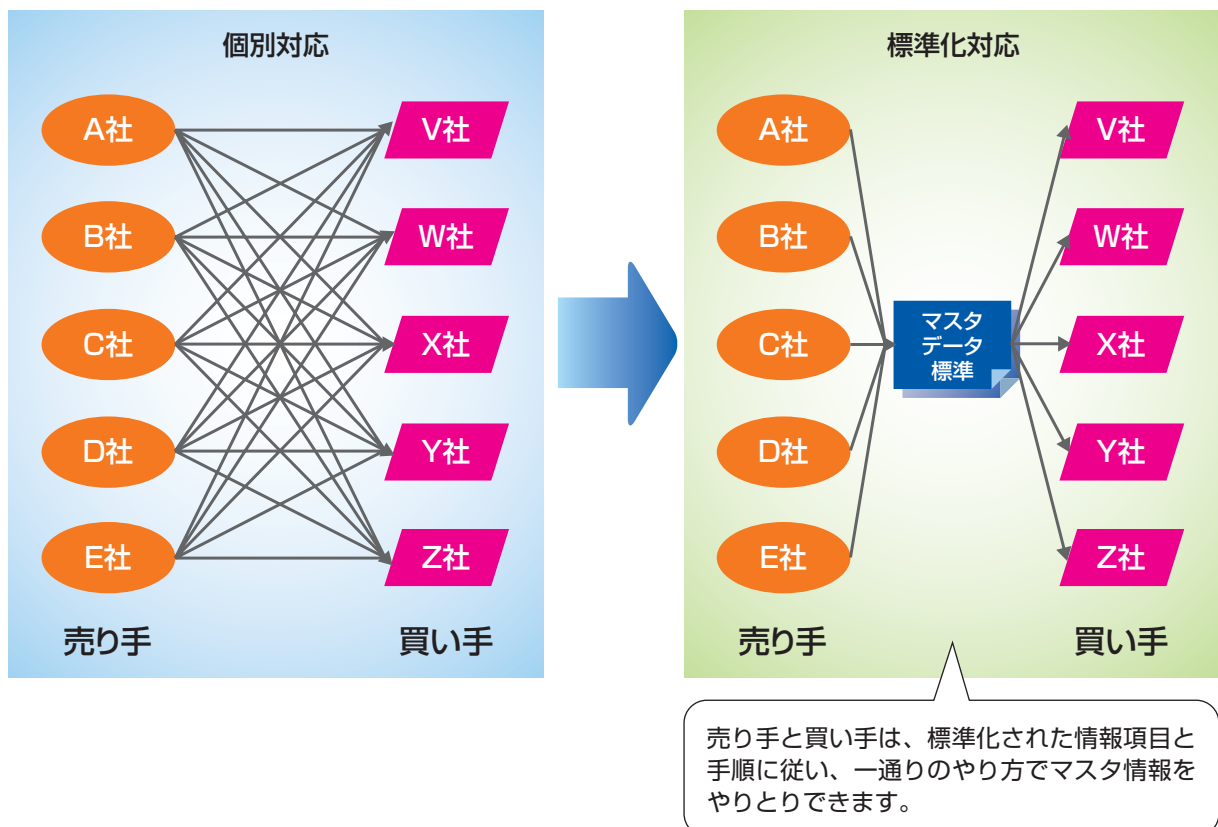 個別対応
A社
V社
B社
W社
C社
X社
D社
Y社
E社
Z社
売り手
買い手
標準化対応
A社
V社
B社
W社
C社
マスタ
データ
標準
X社
D社
Y社
E社
Z社
売り手
買い手
売り手と買い手は、標準化された情報項目と
手順に従い、一通りのやり方でマスタ情報を
やりとりできます。